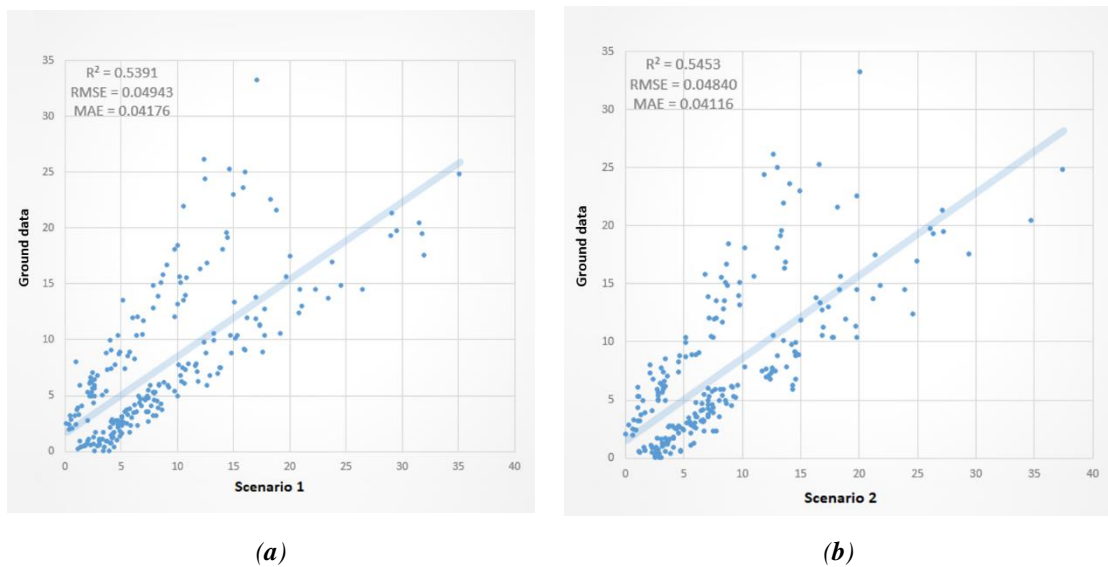 35
30
25
20
15
10
5
0
R² = 0.5391
RMSE = 0.04943
MAE = 0.04176
Ground data
0 5 10 15 20 25 30 35 40
Scenario 1
(a)
35
30
25
20
15
10
5
0
R² = 0.5453
RMSE = 0.04840
MAE = 0.04116
Ground data
0 5 10 15 20 25 30 35 40
Scenario 2
(b)